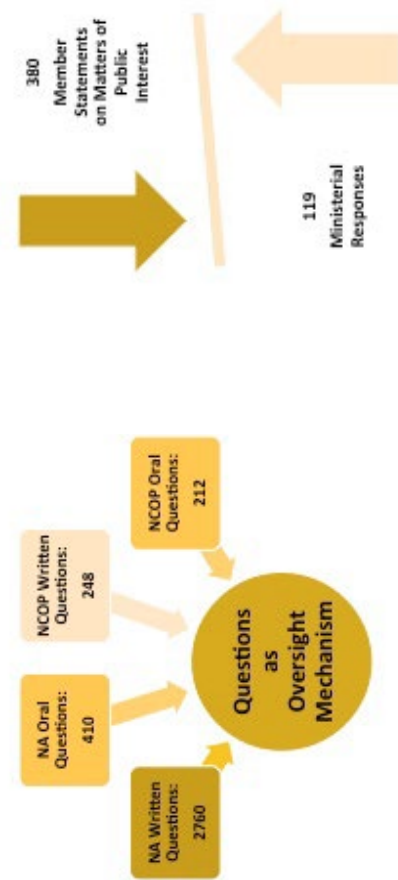 NA Written
Questions:
2760
NA Oral
Questions:
410
NCOP Written
Questions:
248
NCOP Oral
Questions:
212
Questions
as
Oversight
Mechanism
380
Member
Statements
on Matters of
Public
Interest
119
Ministerial
Responses